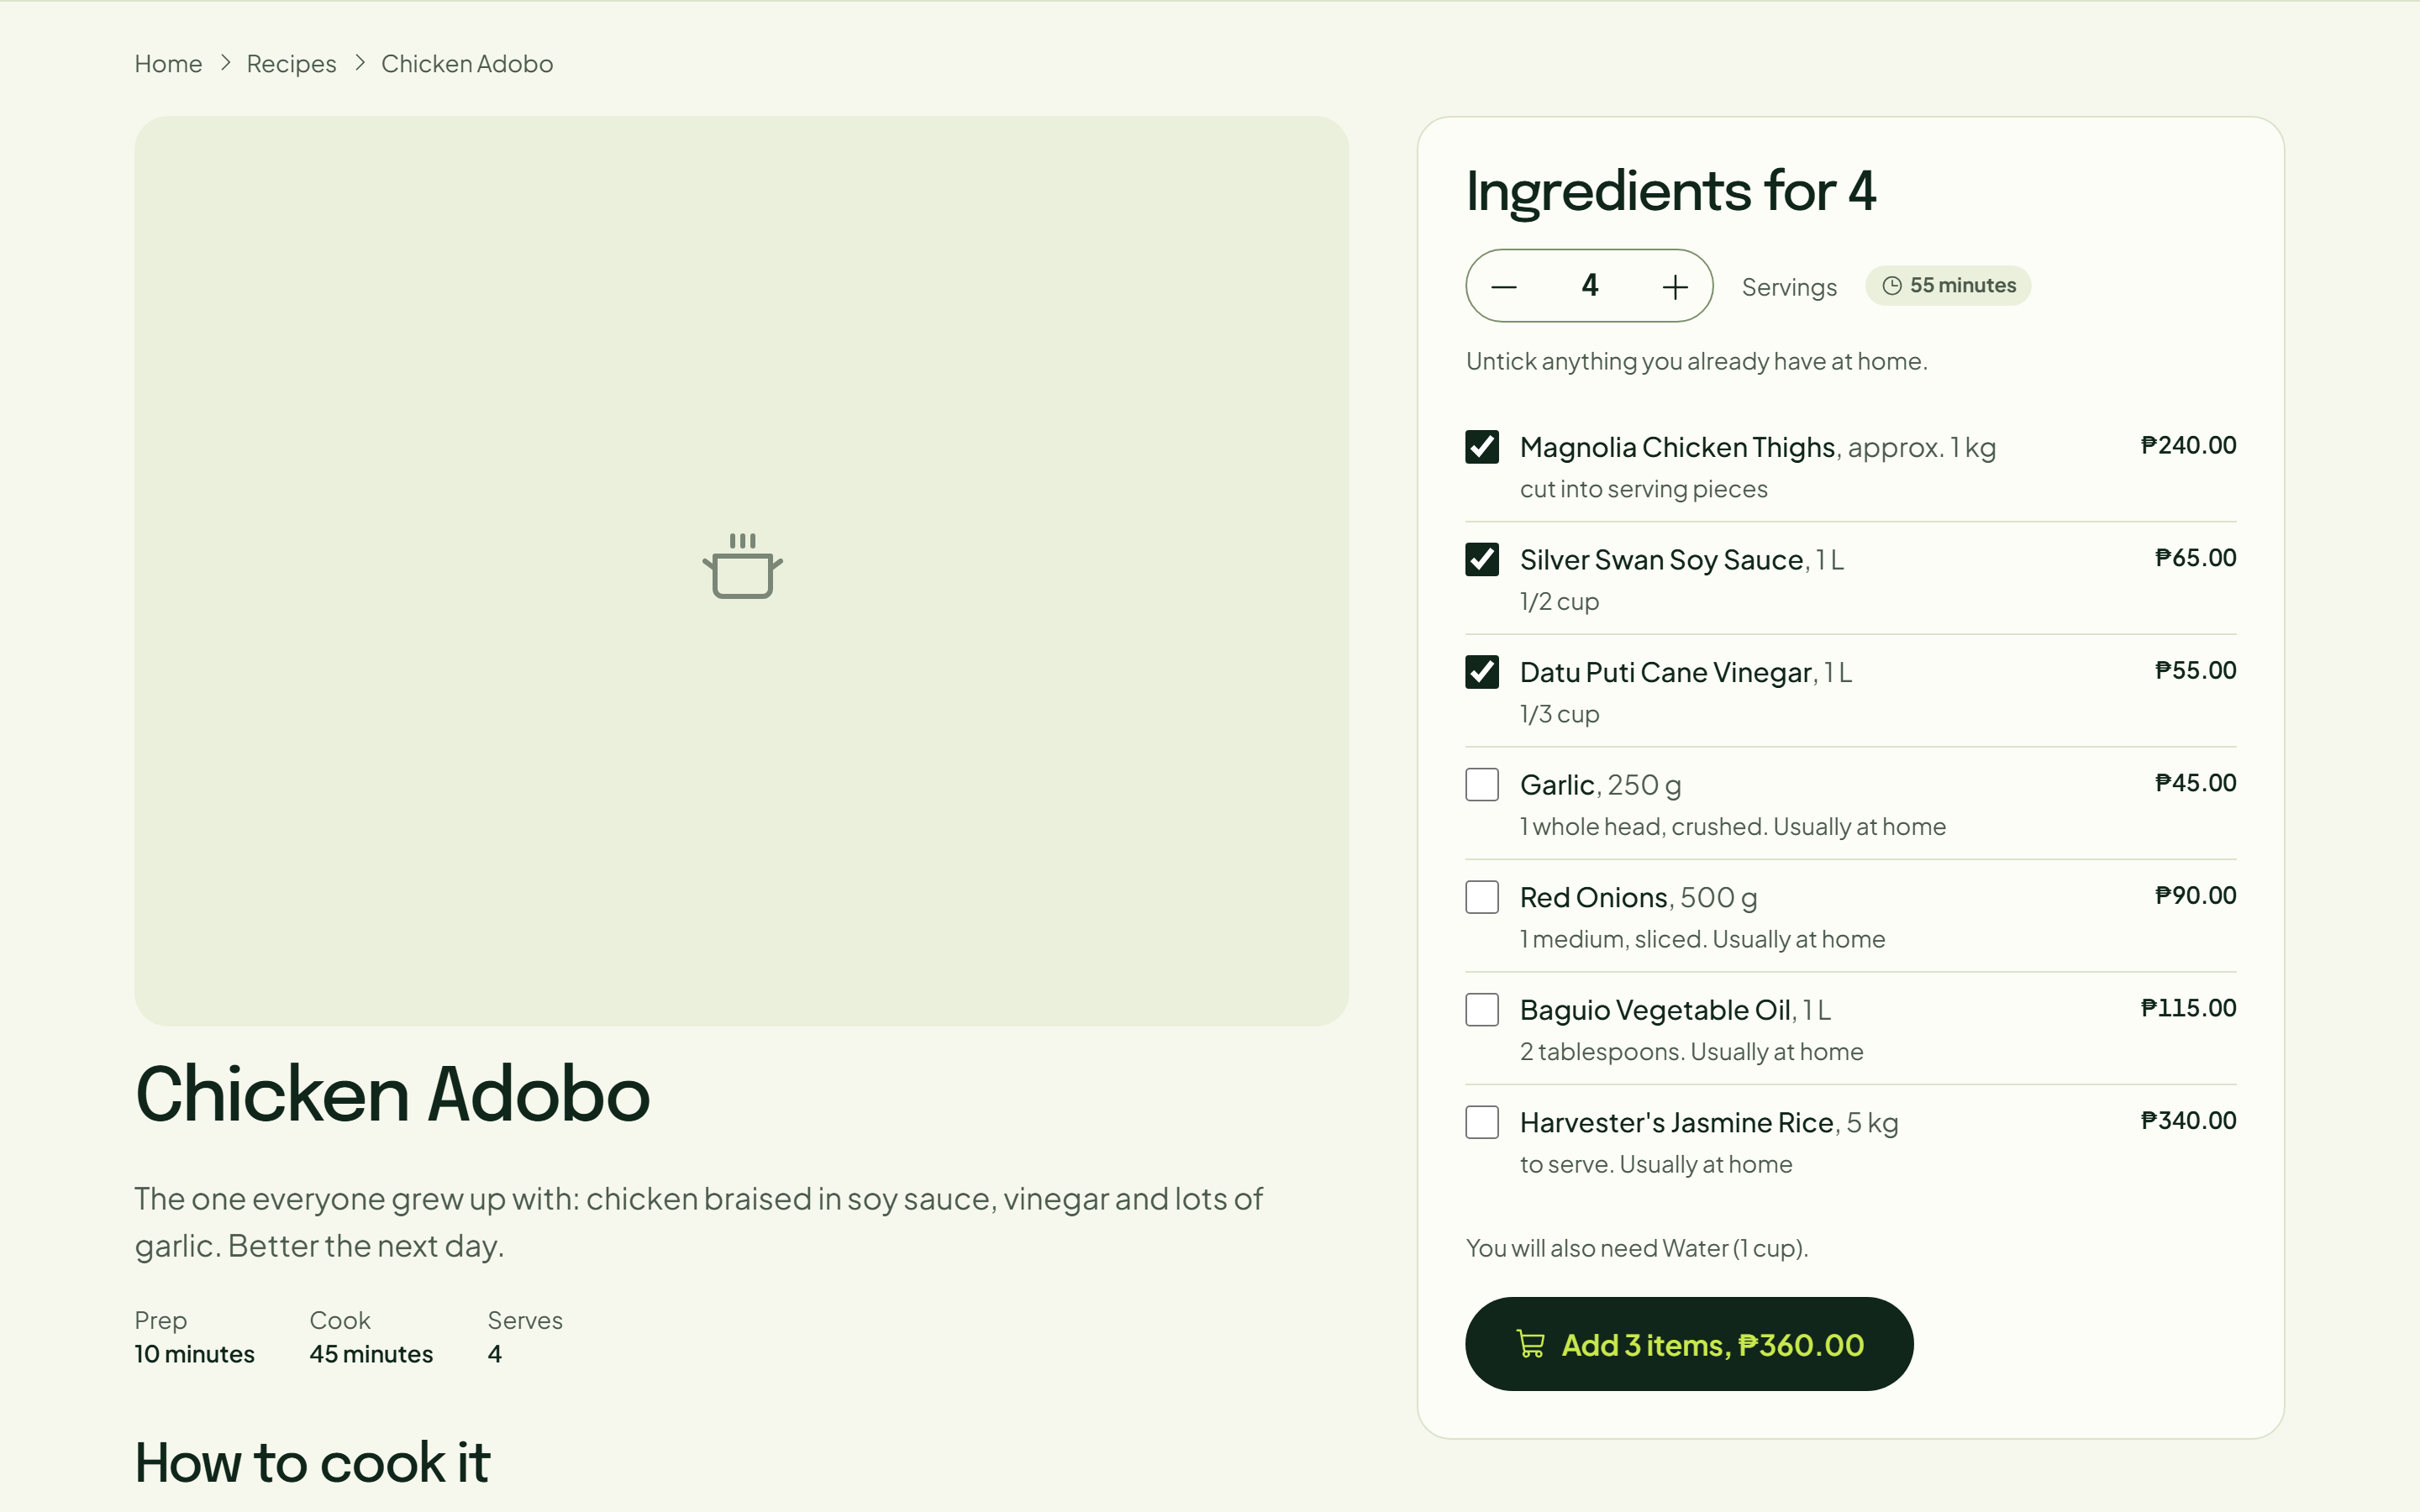 Home > Recipes > Chicken Adobo
Chicken Adobo
The one everyone grew up with: chicken braised in soy sauce, vinegar and lots of
garlic. Better the next day.
Prep
10 minutes
Cook
45 minutes
Serves
4
How to cook it
Ingredients for 4
4
Servings
55 minutes
Untick anything you already have at home.
Magnolia Chicken Thighs, approx. 1 kg ₱240.00
cut into serving pieces
Silver Swan Soy Sauce, 1 L ₱65.00
1/2 cup
Datu Puti Cane Vinegar, 1 L ₱55.00
1/3 cup
Garlic, 250 g ₱45.00
1 whole head, crushed. Usually at home
Red Onions, 500 g ₱90.00
1 medium, sliced. Usually at home
Baguio Vegetable Oil, 1 L ₱115.00
2 tablespoons. Usually at home
Harvester's Jasmine Rice, 5 kg ₱340.00
to serve. Usually at home
You will also need Water (1 cup).
Add 3 items, ₱360.00